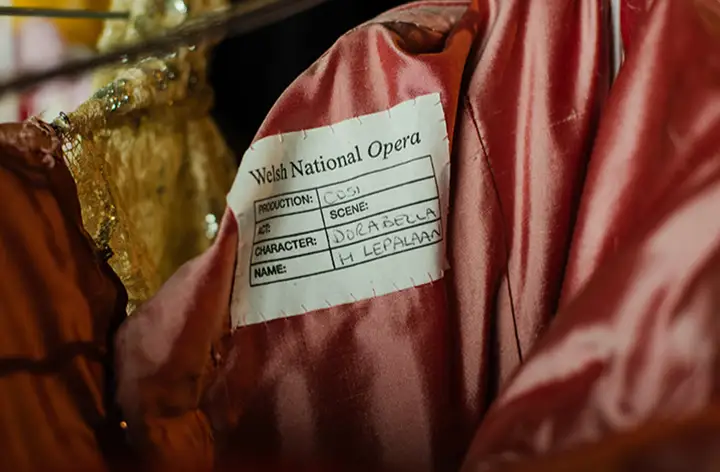 Welsh National Opera
PRODUCTION: COSI
ACT: SCENE:
CHARACTER: DORABELLA
NAME: H LEPALAAN